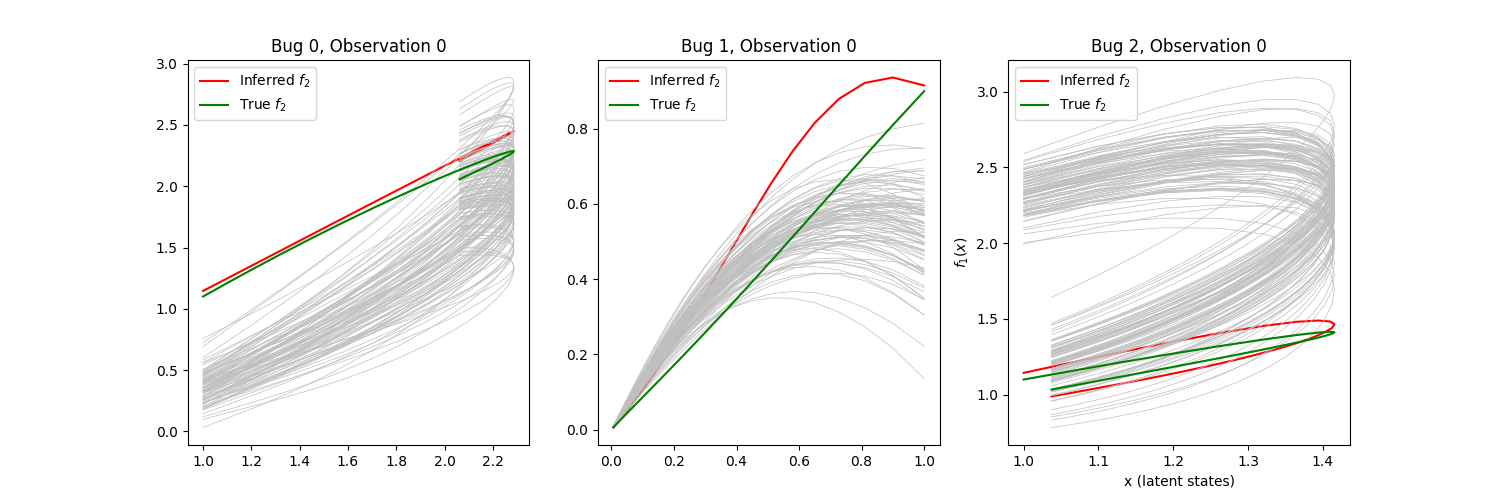 Bug 0, Observation 0
Inferred f₂
True f₂
3.0
2.5
2.0
1.5
1.0
0.5
0.0
1.0 1.2 1.4 1.6 1.8 2.0 2.2
Bug 1, Observation 0
Inferred f₂
True f₂
0.8
0.6
0.4
0.2
0.0
0.0 0.2 0.4 0.6 0.8 1.0
Bug 2, Observation 0
Inferred f₂
True f₂
f₁(x)
3.0
2.5
2.0
1.5
1.0
1.0 1.1 1.2 1.3 1.4
x (latent states)